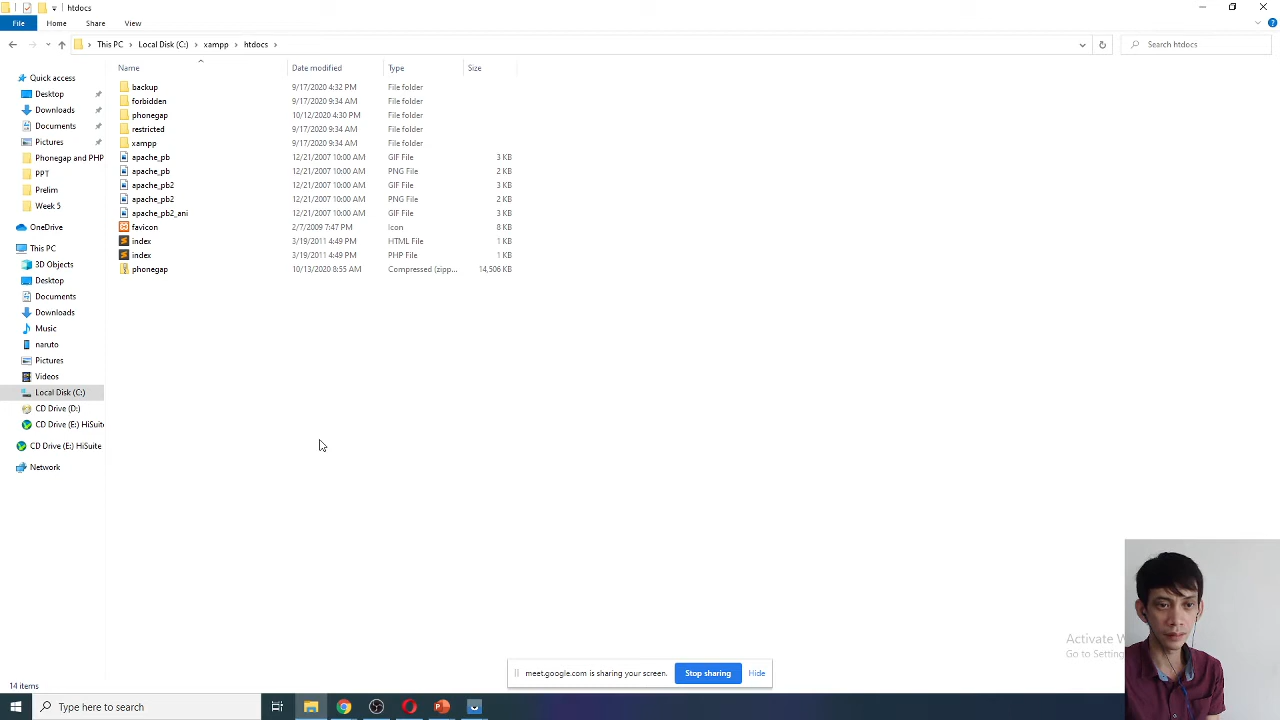 htdocs
File Home Share View
This PC > Local Disk (C:) > xampp > htdocs > Search htdocs
Name Date modified Type Size
Quick access
Desktop
Downloads
Documents
Pictures
Phonegap and PHP
PPT
Prelim
Week 5
OneDrive
This PC
3D Objects
Desktop
Documents
Downloads
Music
naruto
Pictures
Videos
Local Disk (C:)
CD Drive (D:)
CD Drive (E:) HiSuite
CD Drive (E:) HiSuite
Network
backup 9/17/2020 4:32 PM File folder
forbidden 9/17/2020 9:34 AM File folder
phonegap 10/12/2020 4:30 PM File folder
restricted 9/17/2020 9:34 AM File folder
xampp 9/17/2020 9:34 AM File folder
apache_pb 12/21/2007 10:00 AM GIF File 3 KB
apache_pb 12/21/2007 10:00 AM PNG File 2 KB
apache_pb2 12/21/2007 10:00 AM GIF File 3 KB
apache_pb2 12/21/2007 10:00 AM PNG File 2 KB
apache_pb2_ani 12/21/2007 10:00 AM GIF File 3 KB
favicon 2/7/2009 7:47 PM Icon 8 KB
index 3/19/2011 4:49 PM HTML File 1 KB
index 3/19/2011 4:49 PM PHP File 1 KB
phonegap 10/13/2020 8:55 AM Compressed (zipp... 14,506 KB
Activate W
Go to Setting
meet.google.com is sharing your screen. Stop sharing Hide
14 items
Type here to search